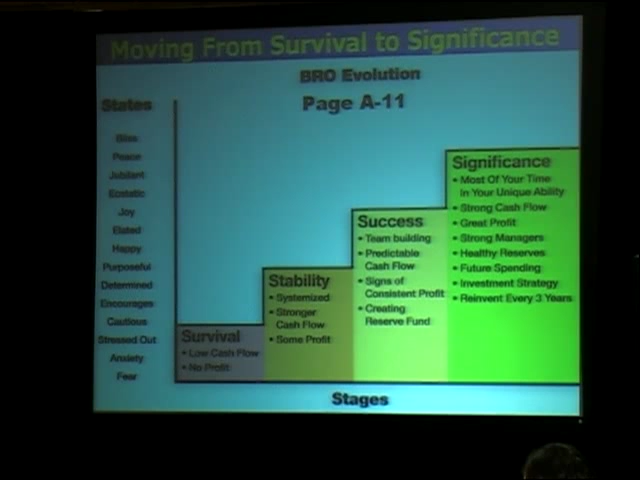 Moving From Survival to Significance
BRO Evolution
Page A-11
States
Bliss
Peace
Jubilant
Ecstatic
Joy
Elated
Happy
Purposeful
Determined
Encourages
Cautious
Stressed Out
Anxiety
Fear
Survival
• Low Cash Flow
• No Profit
Stability
• Systemized
• Stronger
Cash Flow
• Some Profit
Success
• Team building
• Predictable
Cash Flow
• Signs of
Consistent Profit
• Creating
Reserve Fund
Significance
• Most Of Your Time
In Your Unique Ability
• Strong Cash Flow
• Great Profit
• Strong Managers
• Healthy Reserves
• Future Spending
• Investment Strategy
• Reinvent Every 3 Years
Stages